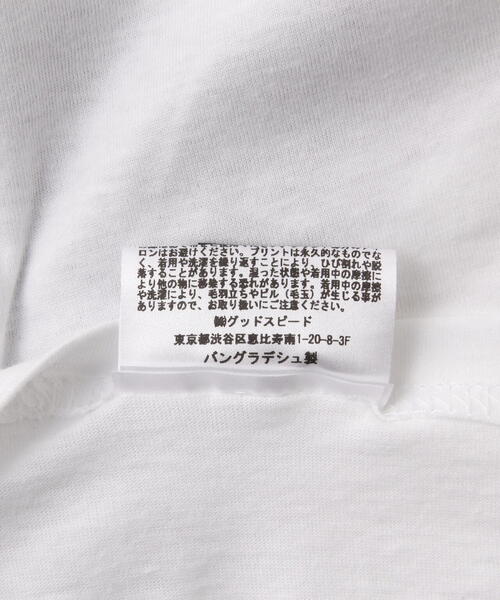 ロンはお避けください。プリントは永久的なものでな
く、着用や洗濯を繰り返すことにより、ひび割れや脱
落することがあります。湿った状態や着用中の摩擦に
より他の物に移染する恐れがあります。着用中の摩擦
や洗濯により、毛羽立ちやピル(毛玉)が生じる事が
ありますので、お取り扱いにご注意ください。
㈱グッドスピード
東京都渋谷区恵比寿南1-20-8-3F
バングラデシュ製